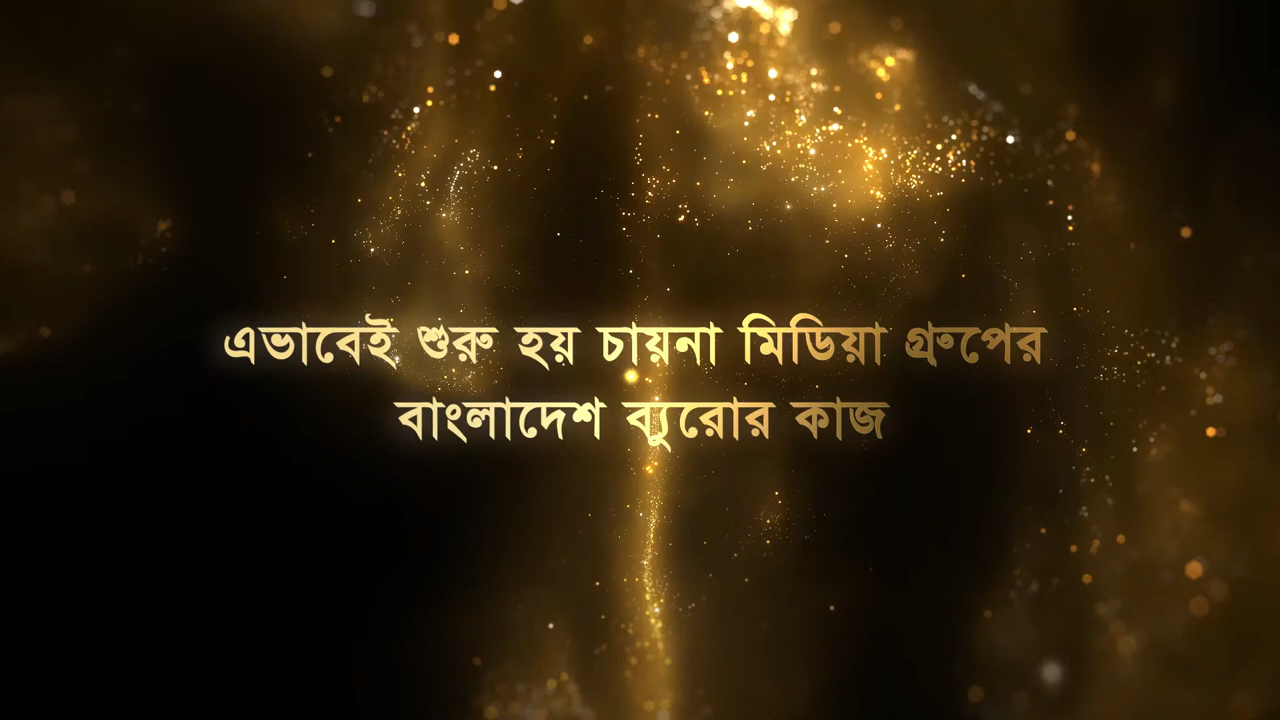 এভাবেই শুরু হয় চায়না মিডিয়া গ্রুপের
বাংলাদেশ ব্যুরোর কাজ